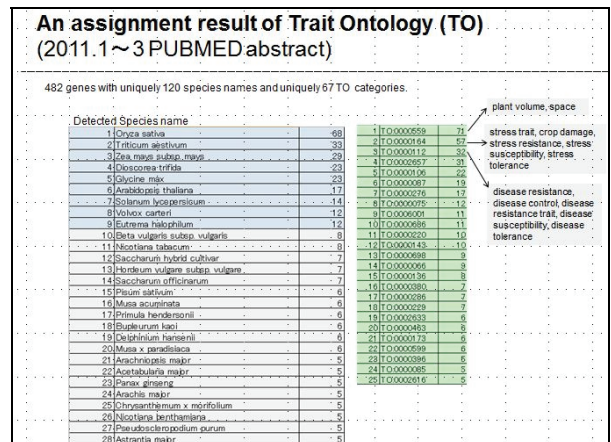 An assignment result of Trait Ontology (TO)
(2011.1～3 PUBMED abstract)
482 genes with uniquely 120 species names and uniquely 67 TO categories.
Detected Species name
1 Oryza sativa 68
2 Triticum aestivum 33
3 Zea mays subsp. mays 29
4 Dioscorea trifida 23
5 Glycine max 23
6 Arabidopsis thaliana 17
7 Solanum lycopersicum 14
8 Volvox carteri 12
9 Eutrema halophilum 12
10 Beta vulgaris subsp. vulgaris 8
11 Nicotiana tabacum 8
12 Saccharum hybrid cultivar 7
13 Hordeum vulgare subsp. vulgare 7
14 Saccharum officinarum 7
15 Pisum sativum 6
16 Musa acuminata 6
17 Primula hendersonii 6
18 Bupleurum kaoi 6
19 Delphinium hansenii 6
20 Musa x paradisiaca 6
21 Arachniopsis major 5
22 Acetabularia major 5
23 Panax ginseng 5
24 Arachis major 5
25 Chrysanthemum x morifolium 5
26 Nicotiana benthamiana 5
27 Pseudoscleropodium purum 5
28 Astrantia major 5
1 TO:0000559 71
2 TO:0000164 57
3 TO:0000112 32
4 TO:0002657 31
5 TO:0000106 22
6 TO:0000087 19
7 TO:0000276 17
8 TO:0000075 12
9 TO:0006001 11
10 TO:0000686 11
11 TO:0000220 10
12 TO:0000143 10
13 TO:0000698 9
14 TO:0000066 9
15 TO:0000136 8
16 TO:0000380 7
17 TO:0000286 7
18 TO:0000229 7
19 TO:0002633 6
20 TO:0000463 6
21 TO:0000173 6
22 TO:0000599 6
23 TO:0000396 5
24 TO:0000085 5
25 TO:0002616 5
plant volume, space
stress trait, crop damage,
stress resistance, stress
susceptibility, stress
tolerance
disease resistance,
disease control, disease
resistance trait, disease
susceptibility, disease
tolerance